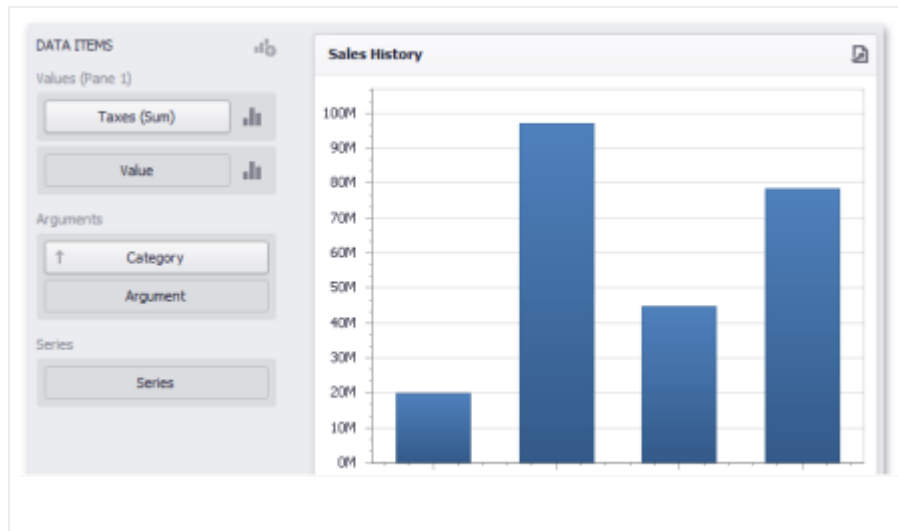 DATA ITEMS
Values (Pane 1)
Taxes (Sum)
Value
Arguments
Category
Argument
Series
Series
Sales History
100M
90M
80M
70M
60M
50M
40M
30M
20M
10M
0M